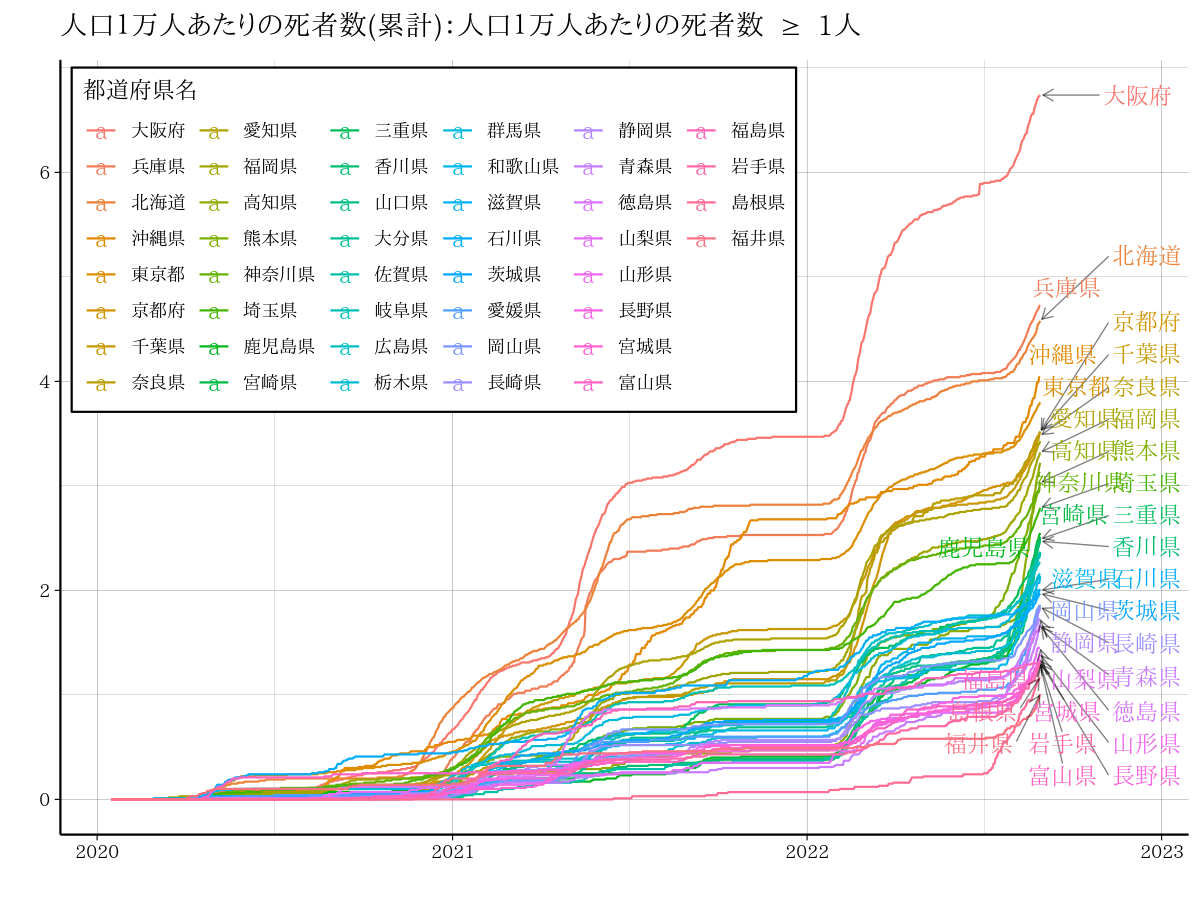 人口1万人あたりの死者数(累計)：人口1万人あたりの死者数 ≥ 1人
都道府県名
a 大阪府 a 愛知県 a 三重県 a 群馬県 a 静岡県 a 福島県
a 兵庫県 a 福岡県 a 香川県 a 和歌山県 a 青森県 a 岩手県
a 北海道 a 高知県 a 山口県 a 滋賀県 a 徳島県 a 島根県
a 沖縄県 a 熊本県 a 大分県 a 石川県 a 山梨県 a 福井県
a 東京都 a 神奈川県 a 佐賀県 a 茨城県 a 山形県
a 京都府 a 埼玉県 a 岐阜県 a 愛媛県 a 長野県
a 千葉県 a 鹿児島県 a 広島県 a 岡山県 a 宮城県
a 奈良県 a 宮崎県 a 栃木県 a 長崎県 a 富山県
大阪府
北海道
兵庫県
京都府
沖縄県 千葉県
東京都 奈良県
愛知県 福岡県
高知県 熊本県
神奈川県 埼玉県
宮崎県 三重県
鹿児島県 香川県
滋賀県 石川県
岡山県 茨城県
静岡県 長崎県
福島県 山梨県 青森県
島根県 宮城県 徳島県
福井県 岩手県 山形県
富山県 長野県
6
4
2
0
2020 2021 2022 2023